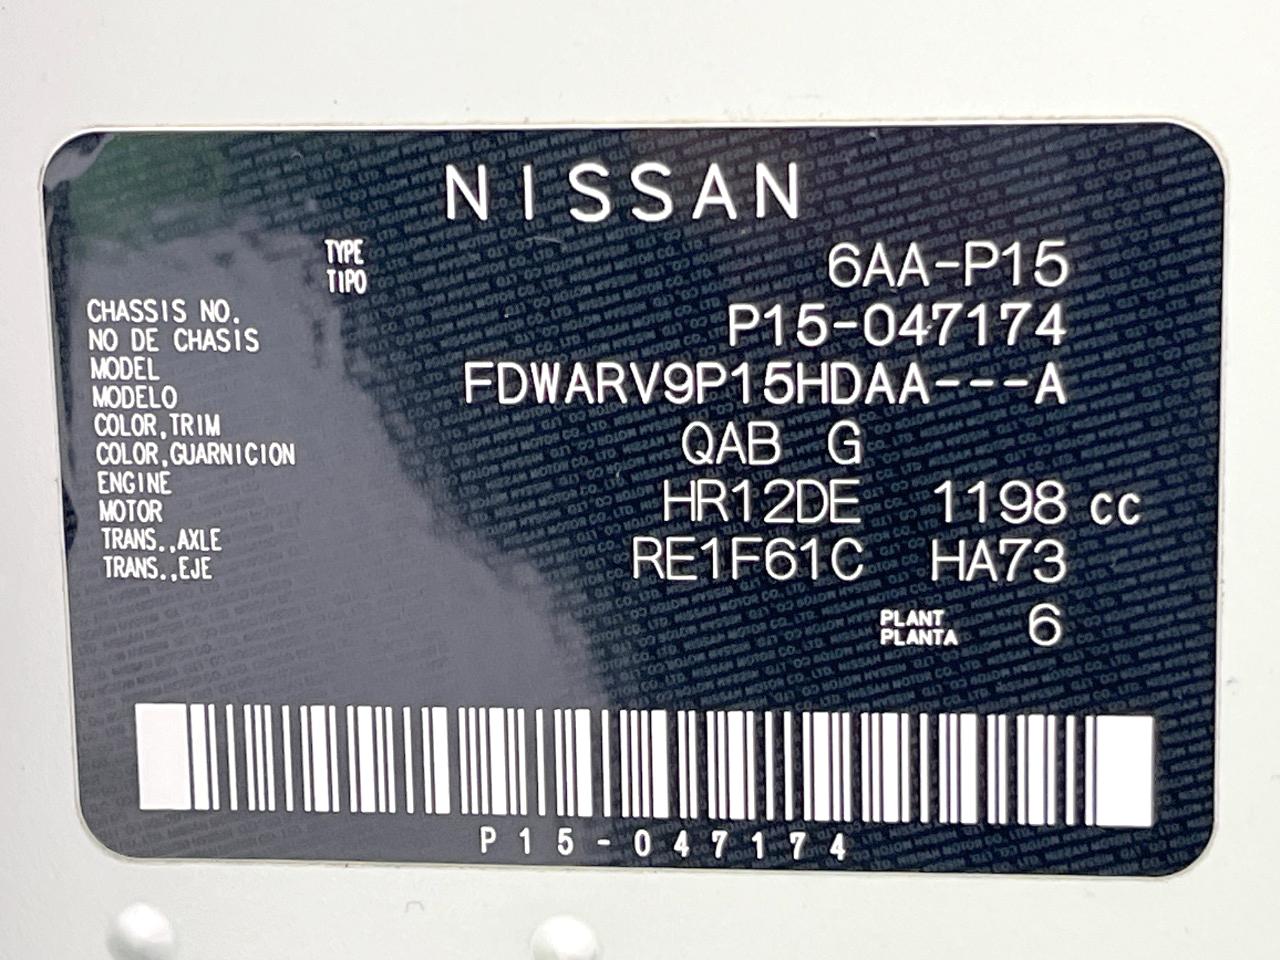 NISSAN
TYPE 6AA-P15
TIPO
CHASSIS NO. P15-047174
NO DE CHASIS
MODEL FDWARV9P15HDAA---A
MODELO
COLOR,TRIM QAB G
COLOR,GUARNICION
ENGINE HR12DE 1198 cc
MOTOR
TRANS.,AXLE RE1F61C HA73
TRANS.,EJE
PLANT 6
PLANTA
P15-047174